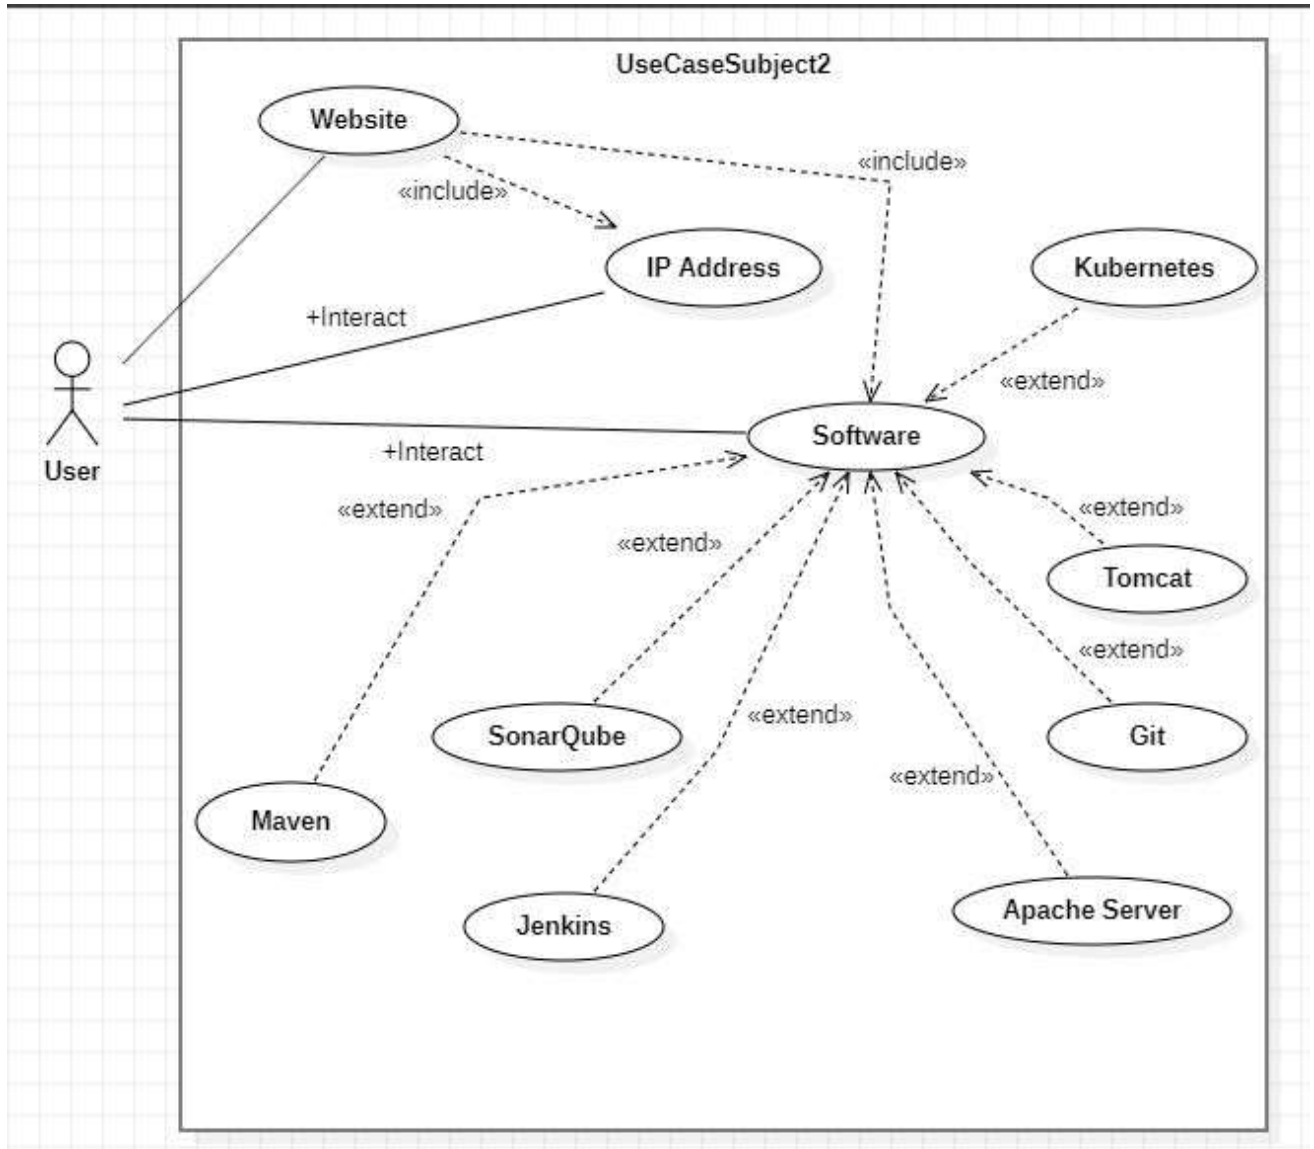 UseCaseSubject2
Website
«include»
«include»
IP Address
Kubernetes
+Interact
«extend»
Software
+Interact
User
«extend»
«extend»
«extend»
Tomcat
«extend»
SonarQube
«extend»
Git
«extend»
Maven
Jenkins
Apache Server